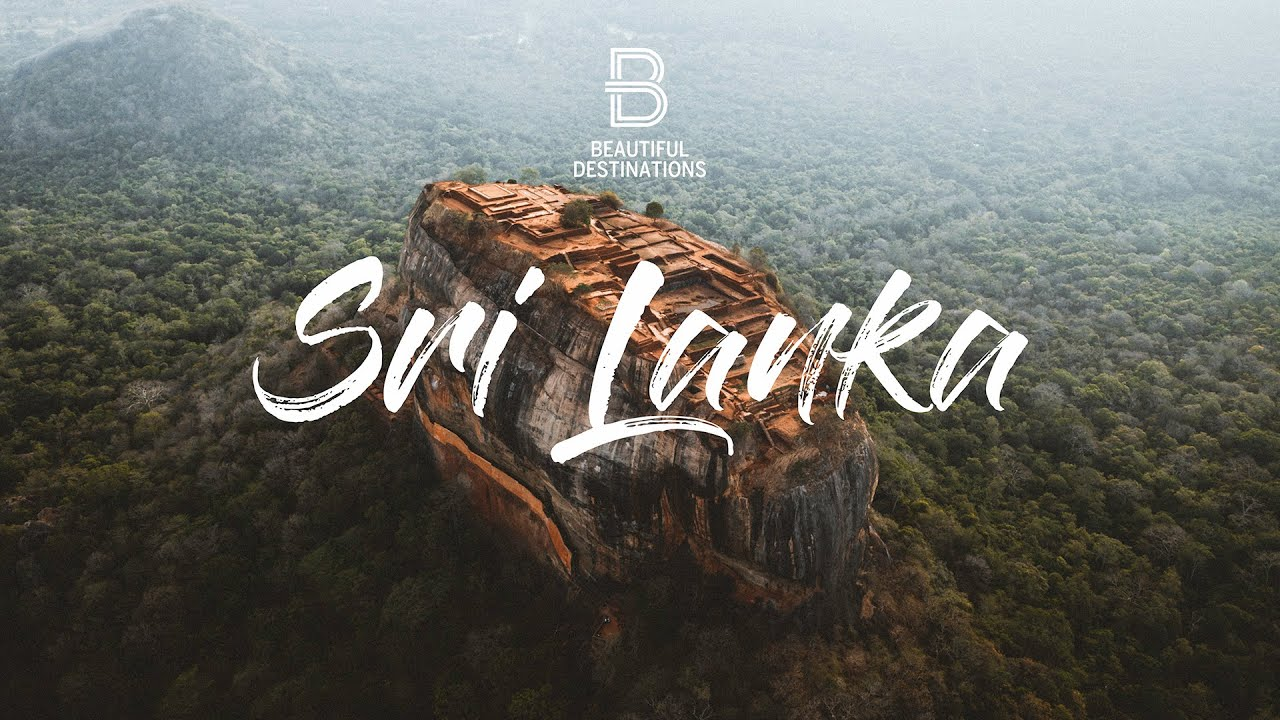 B
BEAUTIFUL
DESTINATIONS
Sri Lanka